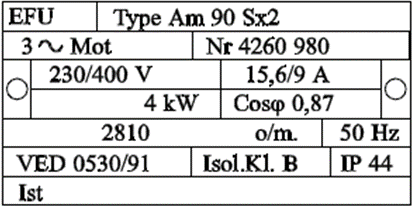 EFU Type Am 90 Sx2
3 ∿ Mot Nr 4260 980
230/400 V 15,6/9 A
4 kW Cosφ 0,87
2810 o/m. 50 Hz
VED 0530/91 Isol.Kl. B IP 44
Ist